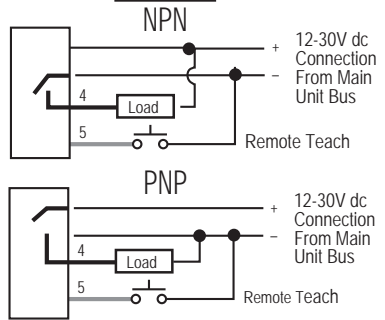 NPN
+
12-30V dc
Connection
–
From Main
Unit Bus
4
Load
5
Remote Teach
PNP
+
12-30V dc
Connection
–
From Main
Unit Bus
4
Load
5
Remote Teach